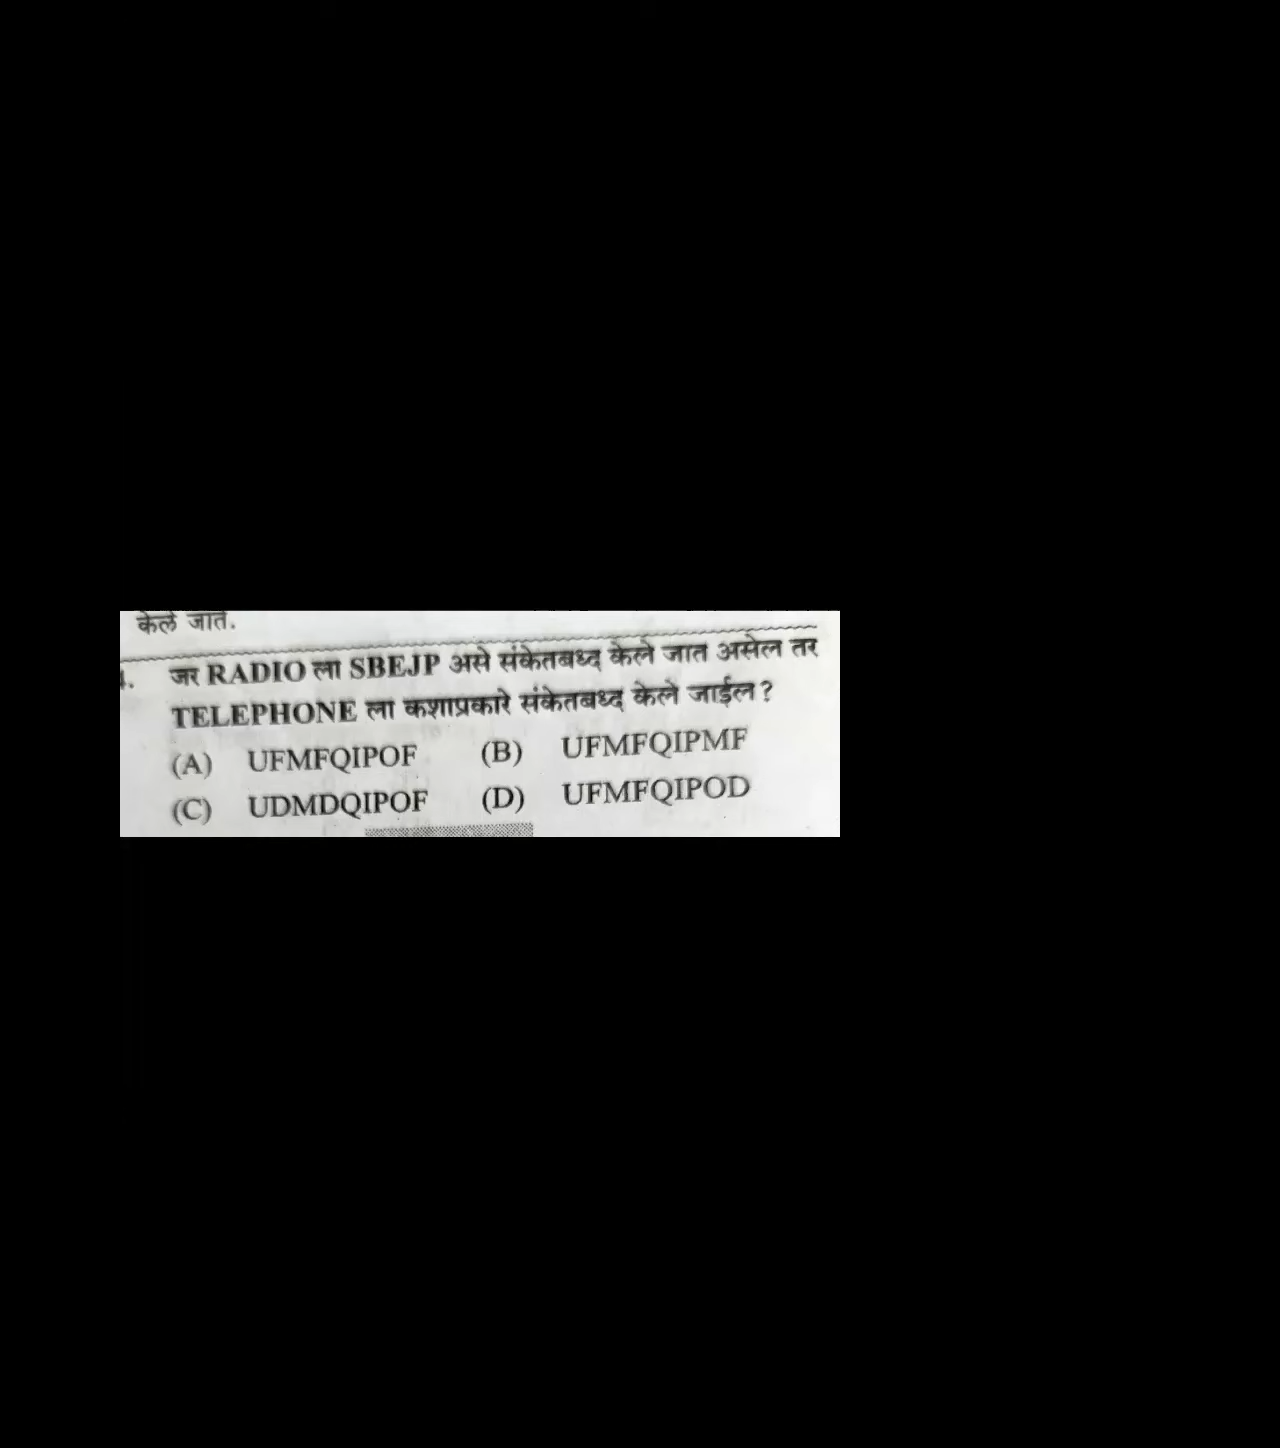 केले जाते.
जर RADIO ला SBEJP असे संकेतबध्द केले जात असेल तर
TELEPHONE ला कशाप्रकारे संकेतबध्द केले जाईल ?
(A) UFMFQIPOF (B) UFMFQIPMF
(C) UDMDQIPOF (D) UFMFQIPOD